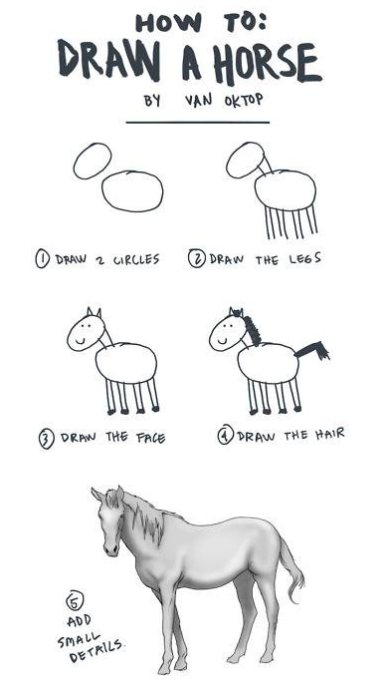 HOW TO:
DRAW A HORSE
BY VAN OKTOP
① DRAW 2 CIRCLES
② DRAW THE LEGS
③ DRAW THE FACE
④ DRAW THE HAIR
⑤
ADD
SMALL
DETAILS.